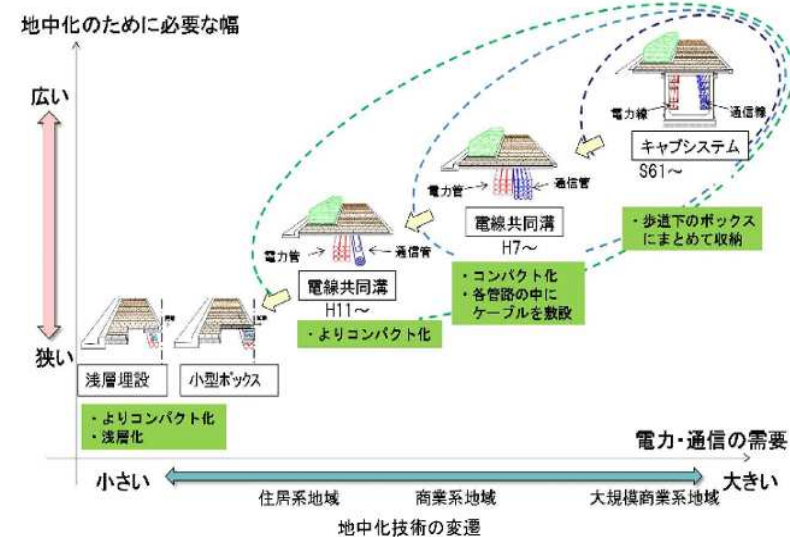 地中化のために必要な幅
広い
狭い
電力線
通信線
キャブシステム
S61～
・歩道下のボックス
にまとめて収納
電力管
通信管
電線共同溝
H7～
・コンパクト化
・各管路の中に
ケーブルを敷設
電力管
通信管
電線共同溝
H11～
・よりコンパクト化
浅層埋設
小型ボックス
・よりコンパクト化
・浅層化
電力・通信の需要
小さい
大きい
住居系地域
商業系地域
大規模商業系地域
地中化技術の変遷